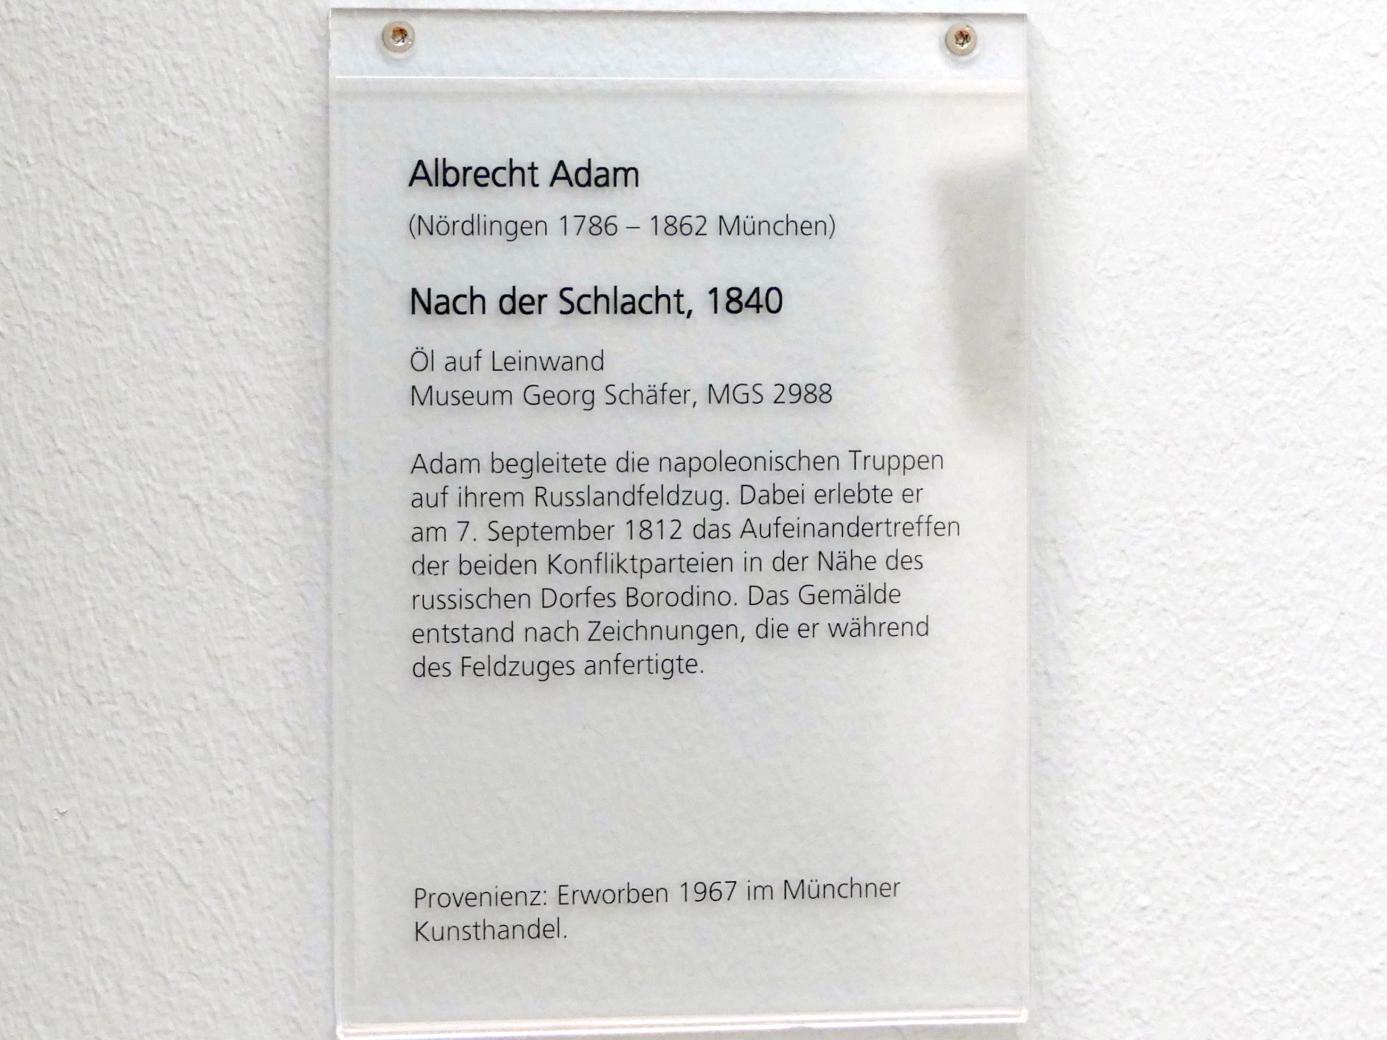 Albrecht Adam
(Nördlingen 1786 – 1862 München)
Nach der Schlacht, 1840
Öl auf Leinwand
Museum Georg Schäfer, MGS 2988
Adam begleitete die napoleonischen Truppen
auf ihrem Russlandfeldzug. Dabei erlebte er
am 7. September 1812 das Aufeinandertreffen
der beiden Konfliktparteien in der Nähe des
russischen Dorfes Borodino. Das Gemälde
entstand nach Zeichnungen, die er während
des Feldzuges anfertigte.
Provenienz: Erworben 1967 im Münchner
Kunsthandel.